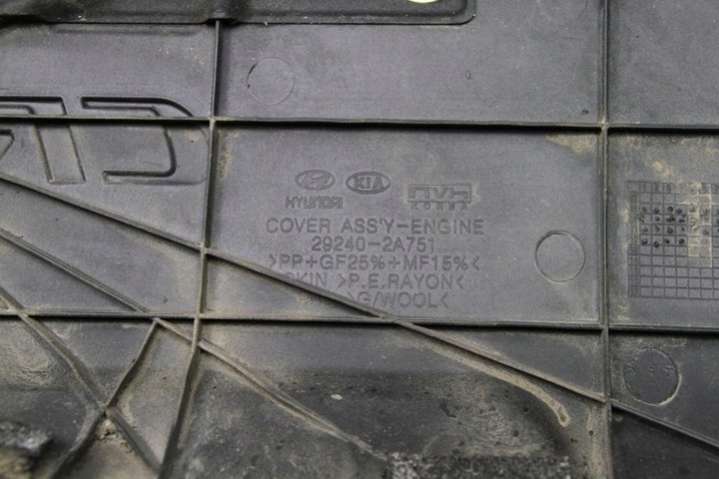 HYUNDAI KIA
COVER ASS'Y-ENGINE
29240-2A751
>PP+GF25%+MF15%<
SKIN >P.E.RAYON<
G/WOOL<